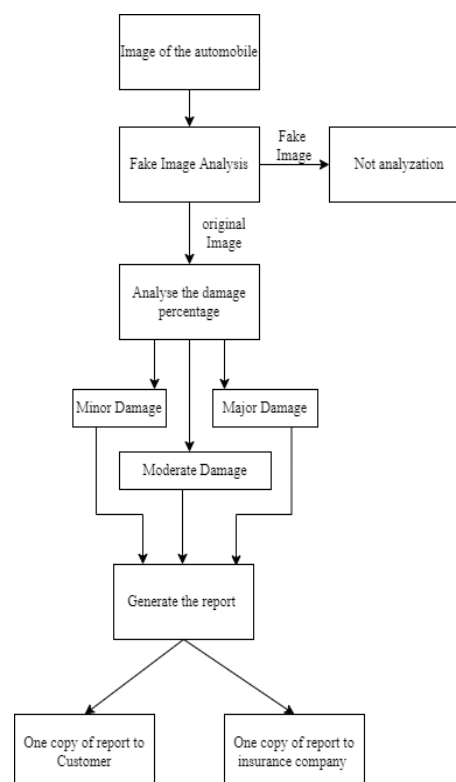 Image of the automobile
Fake Image Analysis
Fake
Image
Not analyzation
original
Image
Analyse the damage
percentage
Minor Damage
Major Damage
Moderate Damage
Generate the report
One copy of report to
Customer
One copy of report to
insurance company